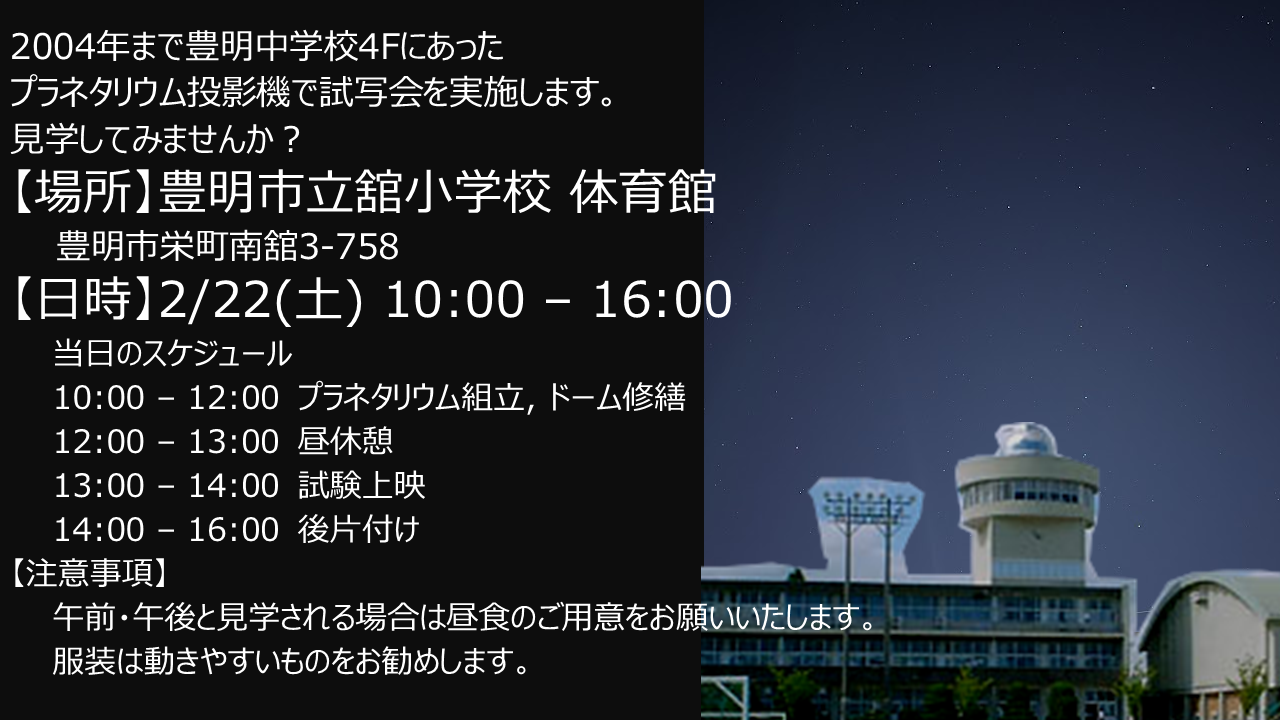 2004年まで豊明中学校4Fにあった
プラネタリウム投影機で試写会を実施します。
見学してみませんか？
【場所】豊明市立舘小学校 体育館
豊明市栄町南舘3-758
【日時】2/22(土) 10:00 – 16:00
当日のスケジュール
10:00 – 12:00 プラネタリウム組立, ドーム修繕
12:00 – 13:00 昼休憩
13:00 – 14:00 試験上映
14:00 – 16:00 後片付け
【注意事項】
午前・午後と見学される場合は昼食のご用意をお願いいたします。
服装は動きやすいものをお勧めします。